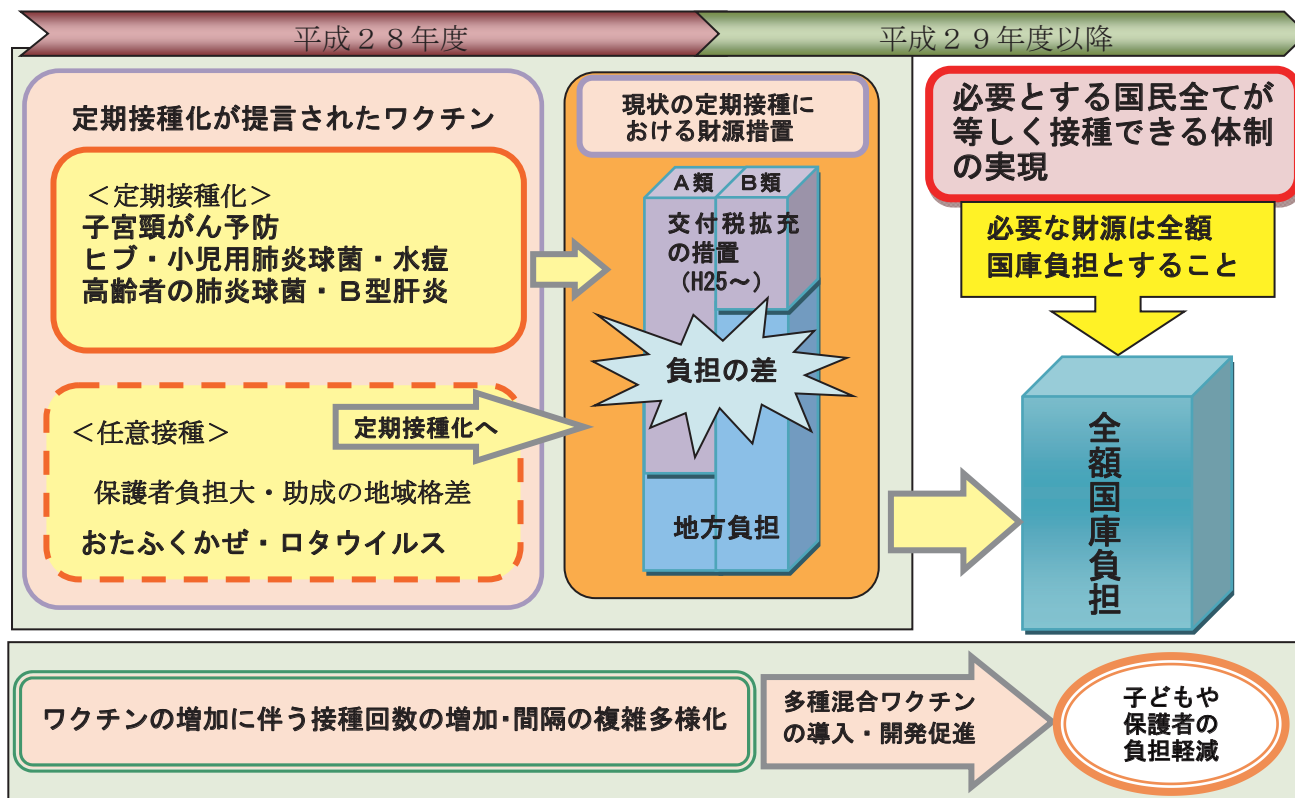 平成２８年度
平成２９年度以降
定期接種化が提言されたワクチン
＜定期接種化＞
子宮頸がん予防
ヒブ・小児用肺炎球菌・水痘
高齢者の肺炎球菌・Ｂ型肝炎
＜任意接種＞
定期接種化へ
保護者負担大・助成の地域格差
おたふくかぜ・ロタウイルス
現状の定期接種に
おける財源措置
Ａ類
Ｂ類
交付税拡充
の措置
（H25～）
負担の差
地方負担
必要とする国民全てが
等しく接種できる体制
の実現
必要な財源は全額
国庫負担とすること
全額国庫負担
ワクチンの増加に伴う接種回数の増加・間隔の複雑多様化
多種混合ワクチン
の導入・開発促進
子どもや
保護者の
負担軽減